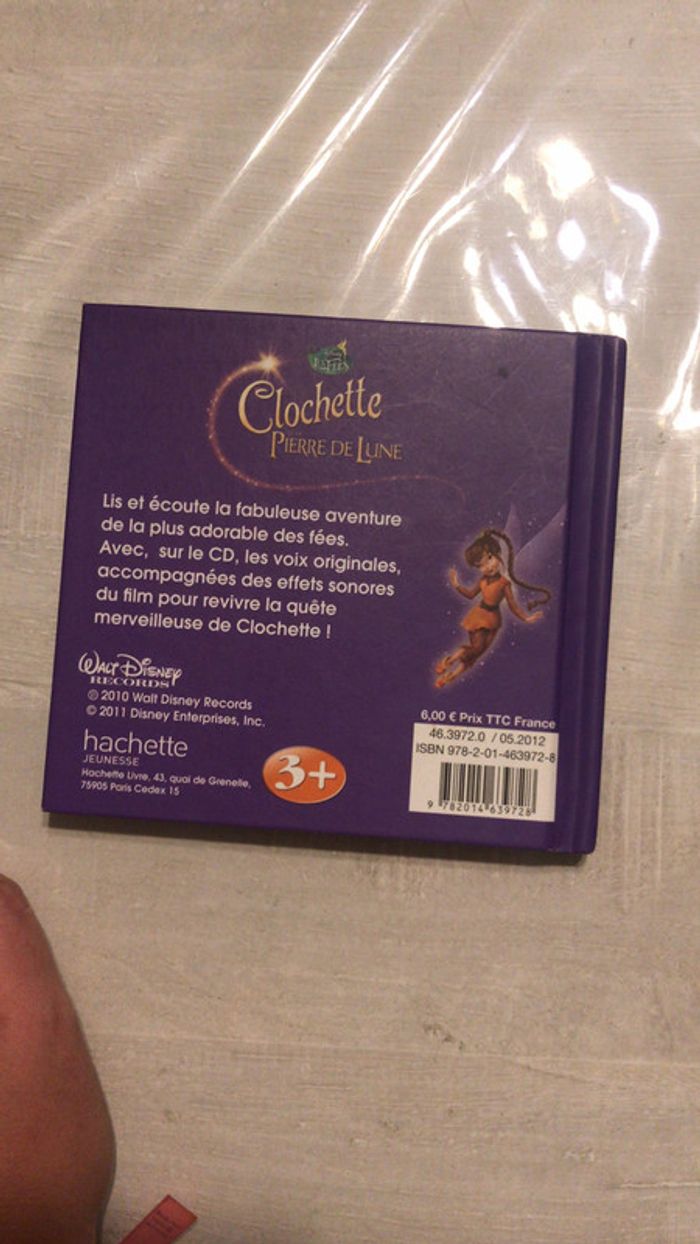 FÉES
Clochette
PIERRE DE LUNE
Lis et écoute la fabuleuse aventure
de la plus adorable des fées.
Avec, sur le CD, les voix originales,
accompagnées des effets sonores
du film pour revivre la quête
merveilleuse de Clochette !
WALT DISNEY
RECORDS
℗ 2010 Walt Disney Records
© 2011 Disney Enterprises, Inc.
hachette
JEUNESSE
Hachette Livre, 43, quai de Grenelle,
75905 Paris Cedex 15
3+
6,00 € Prix TTC France
46.3972.0 / 05.2012
ISBN 978-2-01-463972-8
9 782014 639728